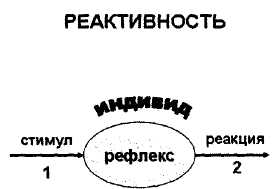 РЕАКТИВНОСТЬ
ИНДИВИД
стимул
1
рефлекс
реакция
2